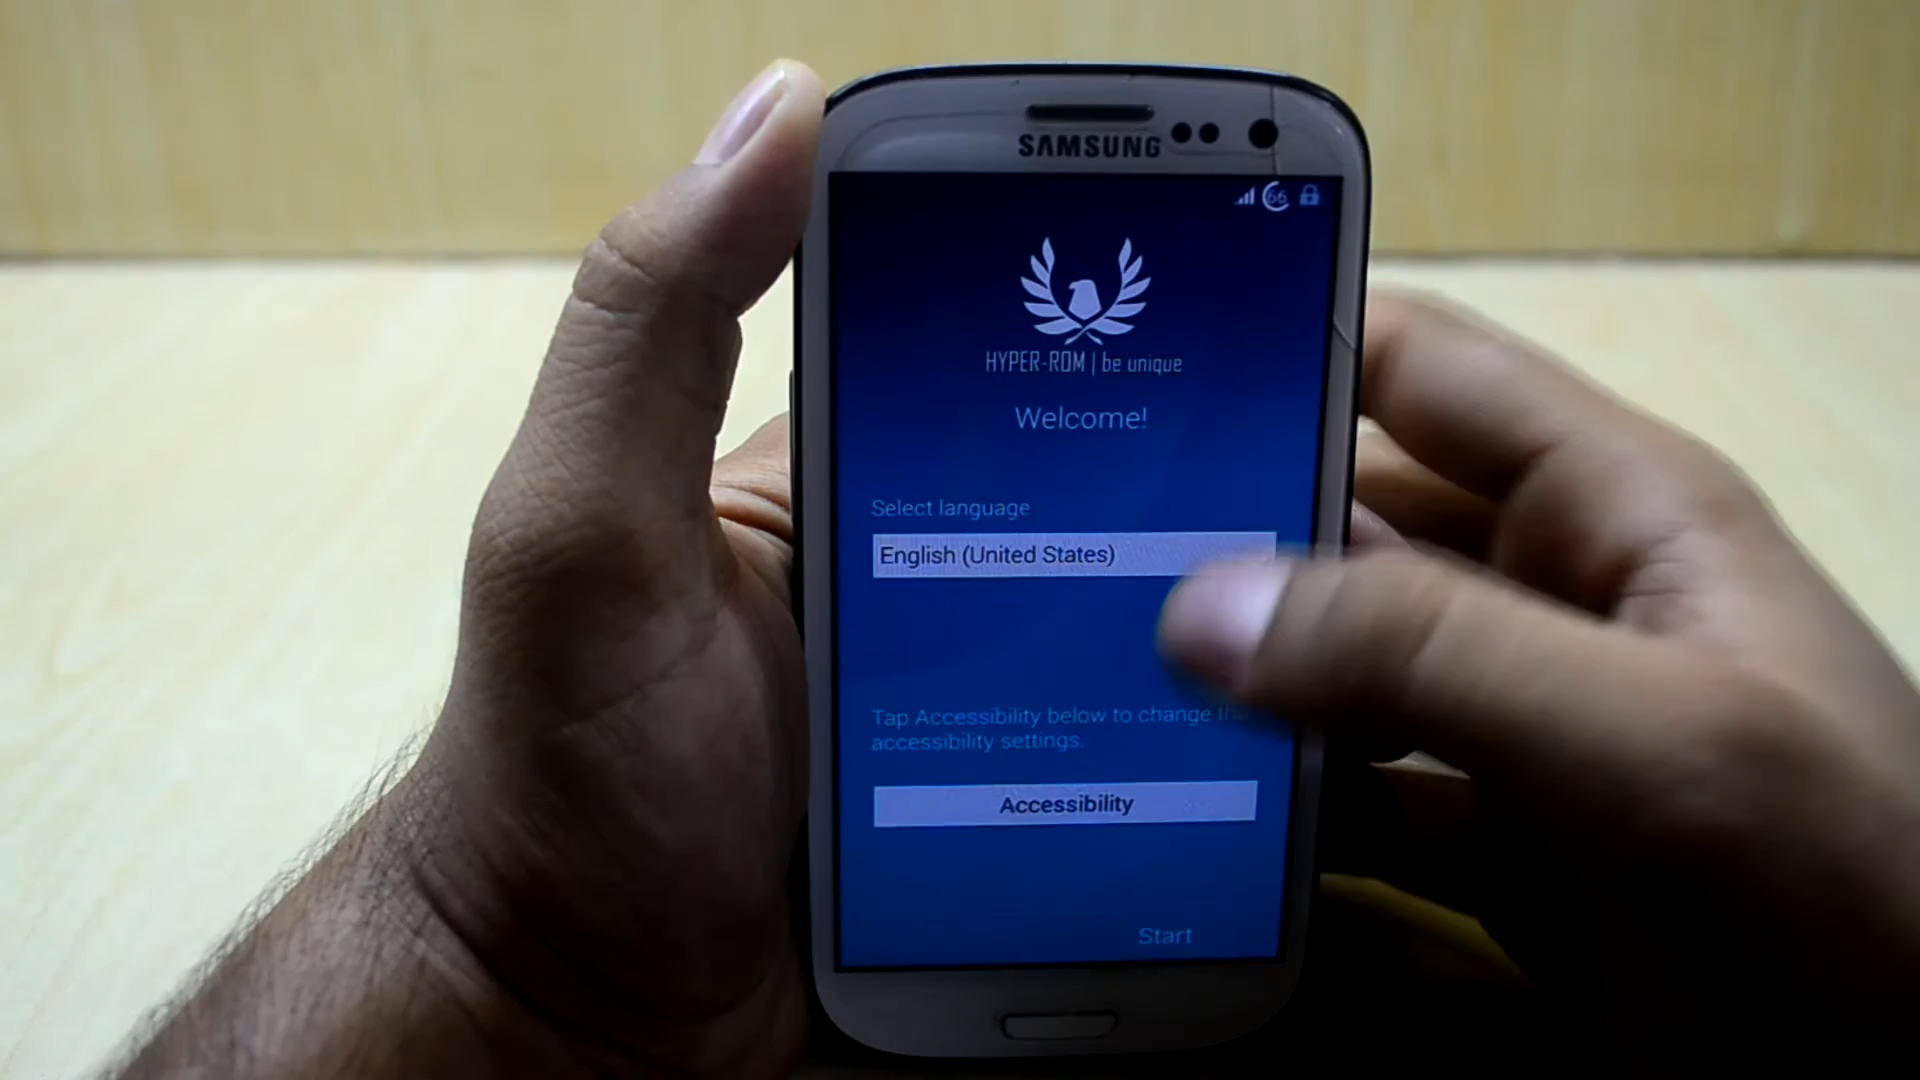 SAMSUNG
66
HYPER-ROM | be unique
Welcome!
Select language
English (United States)
Tap Accessibility below to change the
accessibility settings.
Accessibility
Start